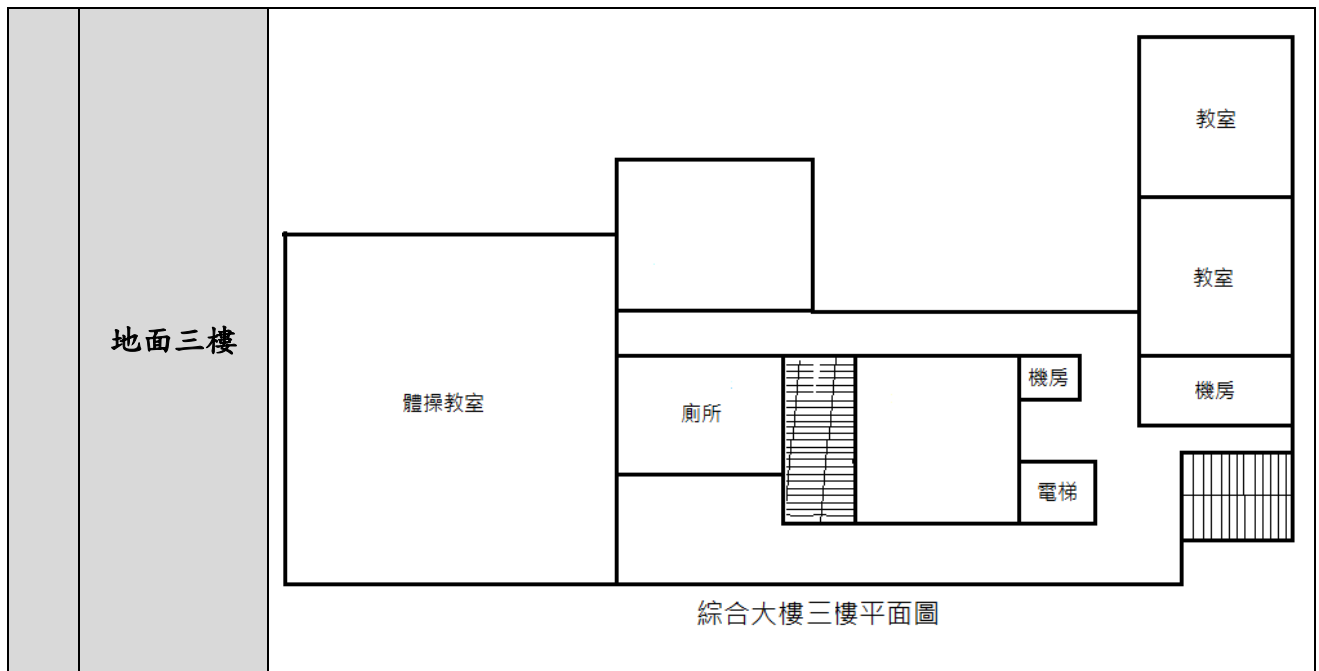 地面三樓
教室
教室
機房
機房
體操教室
廁所
電梯
綜合大樓三樓平面圖